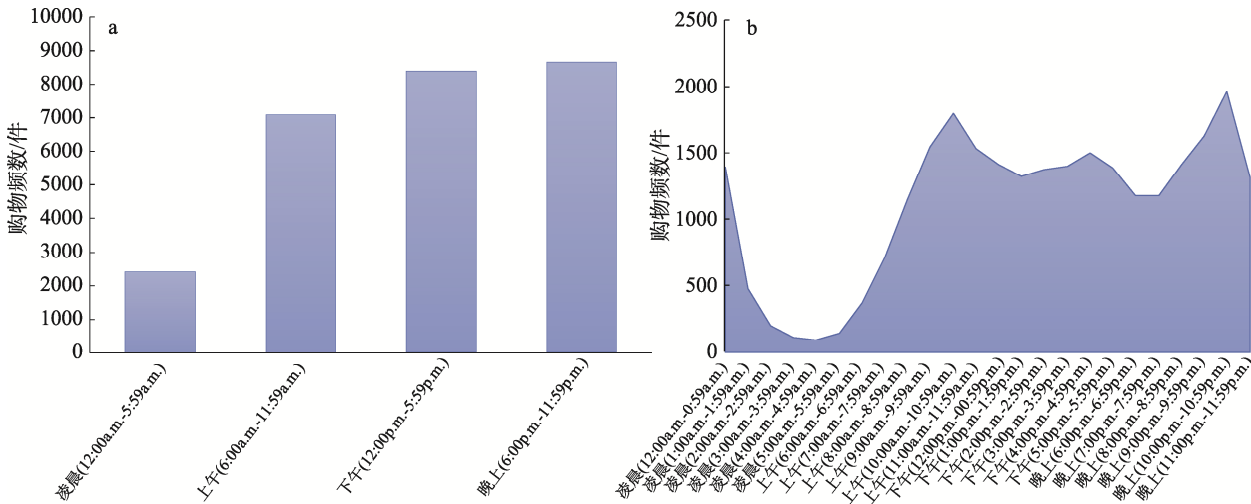 a
10000
9000
8000
7000
6000
5000
4000
3000
2000
1000
0
购物频数/件
凌晨(12:00a.m-5:59a.m.)
上午(6:00a.m.-11:59a.m.)
下午(12:00p.m-5:59p.m.)
晚上(6:00p.m.-11:59p.m.)
b
2500
2000
1500
1000
500
0
购物频数/件
凌晨(12:00a.m-0:59a.m.)
凌晨(1:00a.m.-1:59a.m.)
凌晨(2:00a.m-2:59a.m.)
凌晨(3:00a.m-3:59a.m.)
凌晨(4:00a.m-4:59a.m.)
凌晨(5:00a.m-5:59a.m.)
上午(6:00a.m-6:59a.m.)
上午(7:00a.m-7:59a.m.)
上午(8:00a.m-8:59a.m.)
上午(9:00a.m-9:59a.m.)
上午(10:00a.m-10:59a.m.)
上午(11:00a.m-11:59a.m.)
下午(12:00p.m-00:59p.m.)
下午(1:00p.m.-1:59p.m.)
下午(2:00p.m-2:59p.m.)
下午(3:00p.m-3:59p.m.)
下午(4:00p.m-4:59p.m.)
下午(5:00p.m-5:59p.m.)
晚上(6:00p.m-6:59p.m.)
晚上(7:00p.m-7:59p.m.)
晚上(8:00p.m-8:59p.m.)
晚上(9:00p.m-9:59p.m.)
晚上(10:00p.m-10:59p.m.)
晚上(11:00p.m-11:59p.m.)